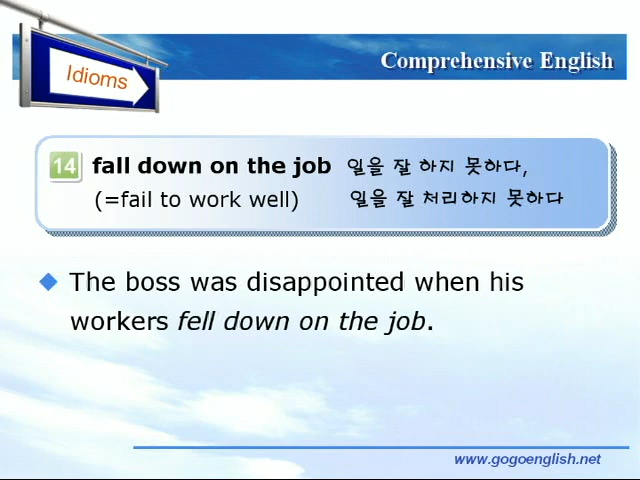 Idioms
Comprehensive English
14 fall down on the job 일을 잘 하지 못하다,
(=fail to work well) 일을 잘 처리하지 못하다
The boss was disappointed when his
workers fell down on the job.
www.gogoenglish.net